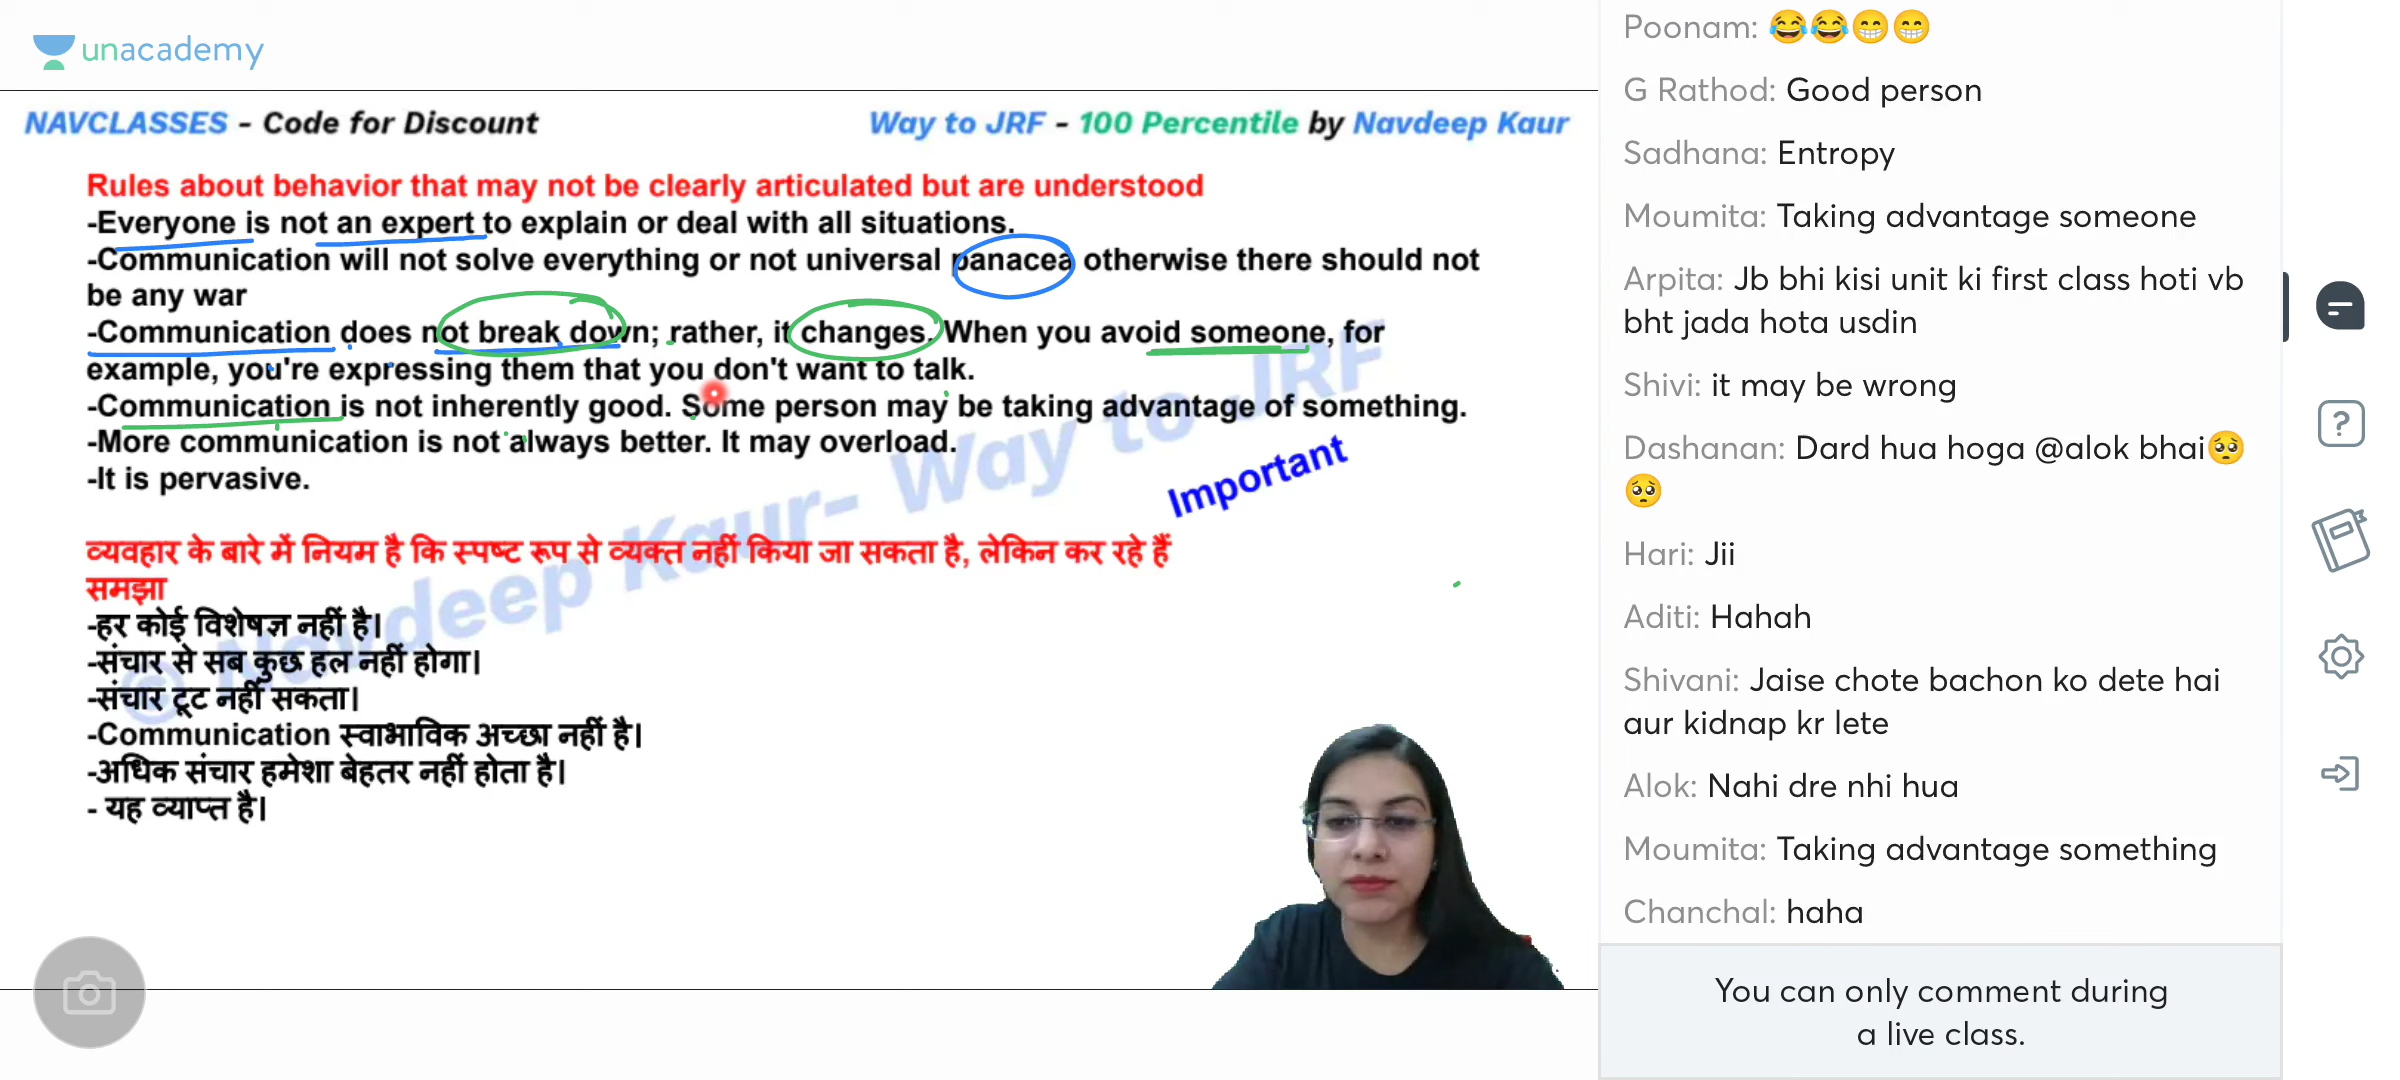 unacademy
NAVCLASSES - Code for Discount
Way to JRF - 100 Percentile by Navdeep Kaur
Rules about behavior that may not be clearly articulated but are understood
-Everyone is not an expert to explain or deal with all situations.
-Communication will not solve everything or not universal panacea otherwise there should not
be any war
-Communication does not break down; rather, it changes. When you avoid someone, for
example, you're expressing them that you don't want to talk.
-Communication is not inherently good. Some person may be taking advantage of something.
-More communication is not always better. It may overload.
-It is pervasive.
Important
© Navdeep Kaur- Way to JRF
व्यवहार के बारे में नियम है कि स्पष्ट रूप से व्यक्त नहीं किया जा सकता है, लेकिन कर रहे हैं
समझा
-हर कोई विशेषज्ञ नहीं है।
-संचार से सब कुछ हल नहीं होगा।
-संचार टूट नहीं सकता।
-Communication स्वाभाविक अच्छा नहीं है।
-अधिक संचार हमेशा बेहतर नहीं होता है।
- यह व्याप्त है।
Poonam: 😂😂😁😁
G Rathod: Good person
Sadhana: Entropy
Moumita: Taking advantage someone
Arpita: Jb bhi kisi unit ki first class hoti vb
bht jada hota usdin
Shivi: it may be wrong
Dashanan: Dard hua hoga @alok bhai🥺
🥺
Hari: Jii
Aditi: Hahah
Shivani: Jaise chote bachon ko dete hai
aur kidnap kr lete
Alok: Nahi dre nhi hua
Moumita: Taking advantage something
Chanchal: haha
You can only comment during
a live class.